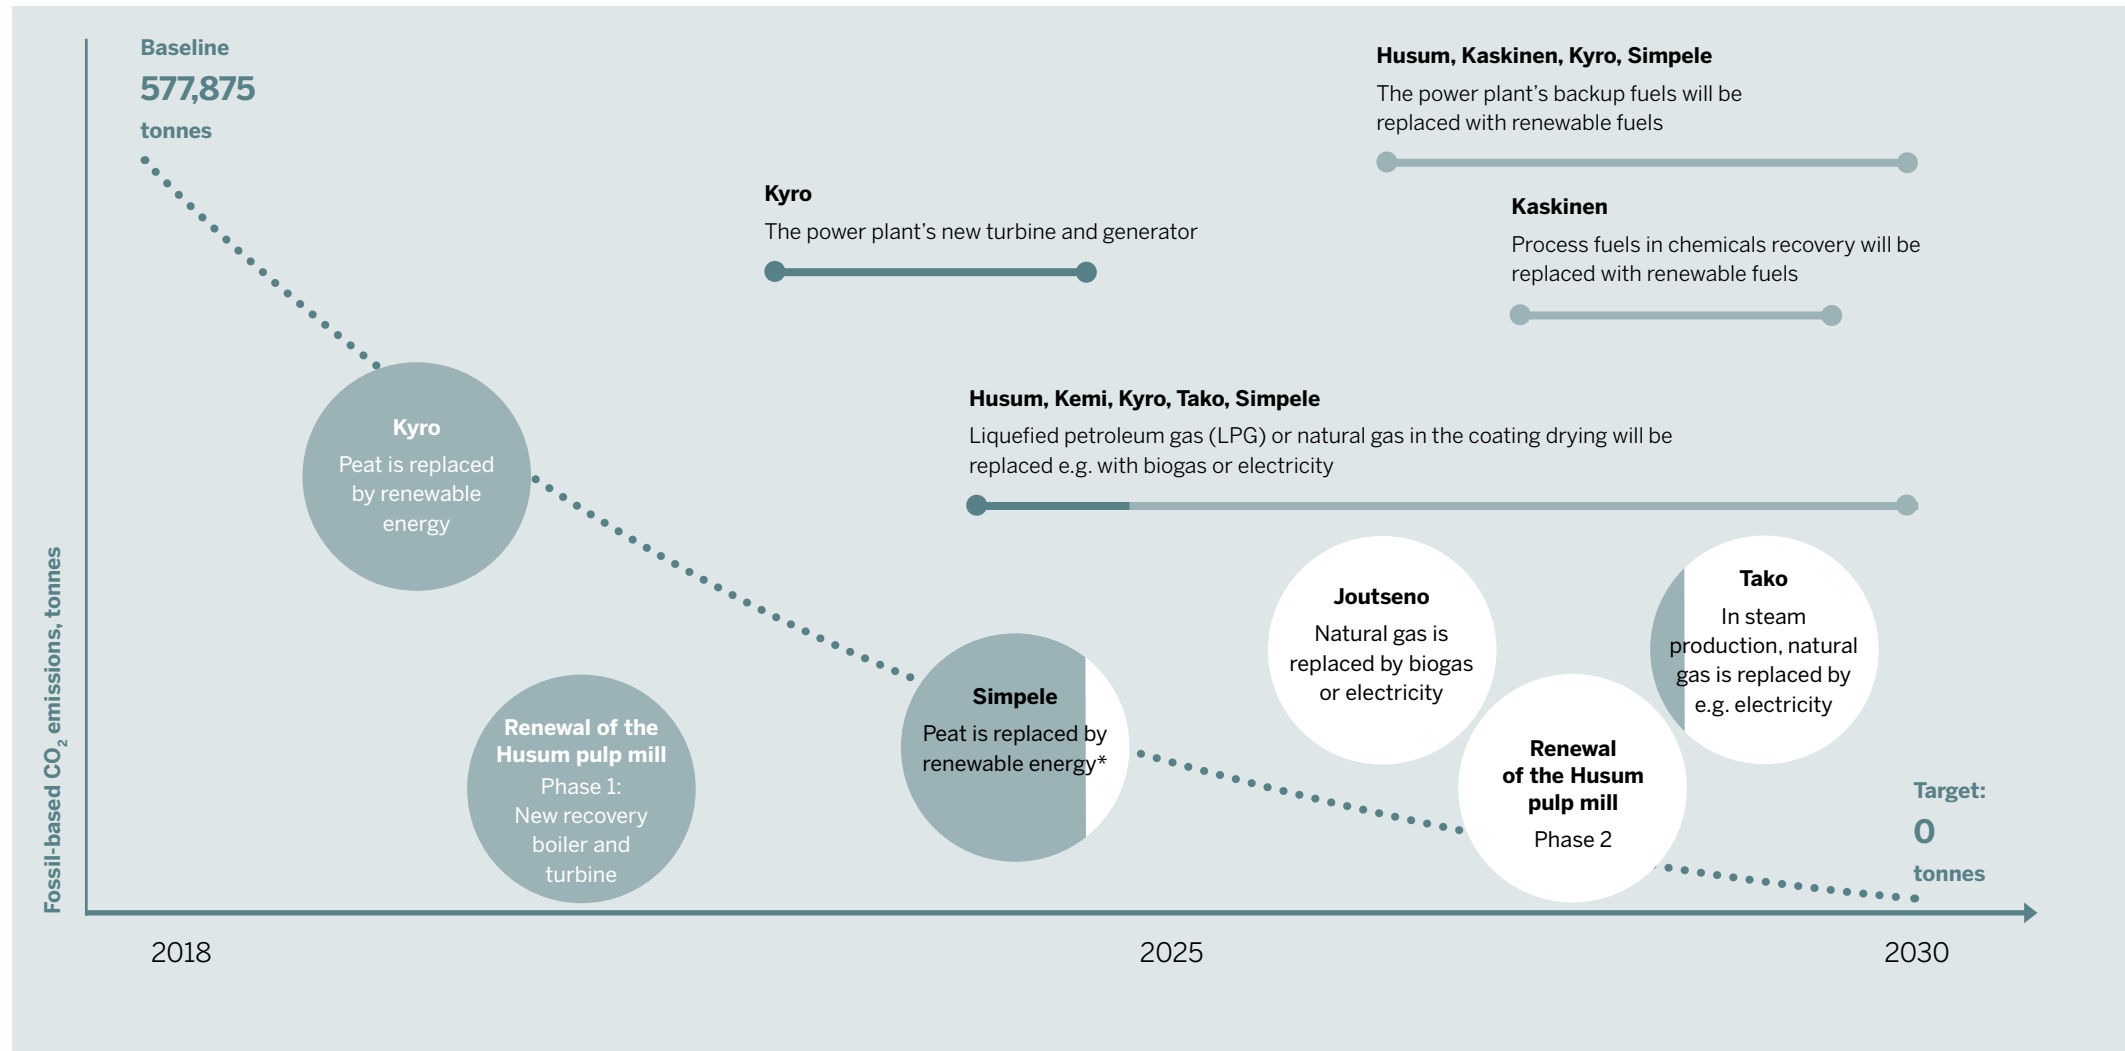 Baseline
577,875
tonnes
Husum, Kaskinen, Kyro, Simpele
The power plant's backup fuels will be
replaced with renewable fuels
Kyro
The power plant's new turbine and generator
Kaskinen
Process fuels in chemicals recovery will be
replaced with renewable fuels
Husum, Kemi, Kyro, Tako, Simpele
Liquefied petroleum gas (LPG) or natural gas in the coating drying will be
replaced e.g. with biogas or electricity
Kyro
Peat is replaced
by renewable
energy
Renewal of the
Husum pulp mill
Phase 1:
New recovery
boiler and
turbine
Simpele
Peat is replaced by
renewable energy*
Joutseno
Natural gas is
replaced by biogas
or electricity
Renewal
of the Husum
pulp mill
Phase 2
Tako
In steam
production, natural
gas is replaced by
e.g. electricity
Target:
0
tonnes
Fossil-based CO₂ emissions, tonnes
2018
2025
2030